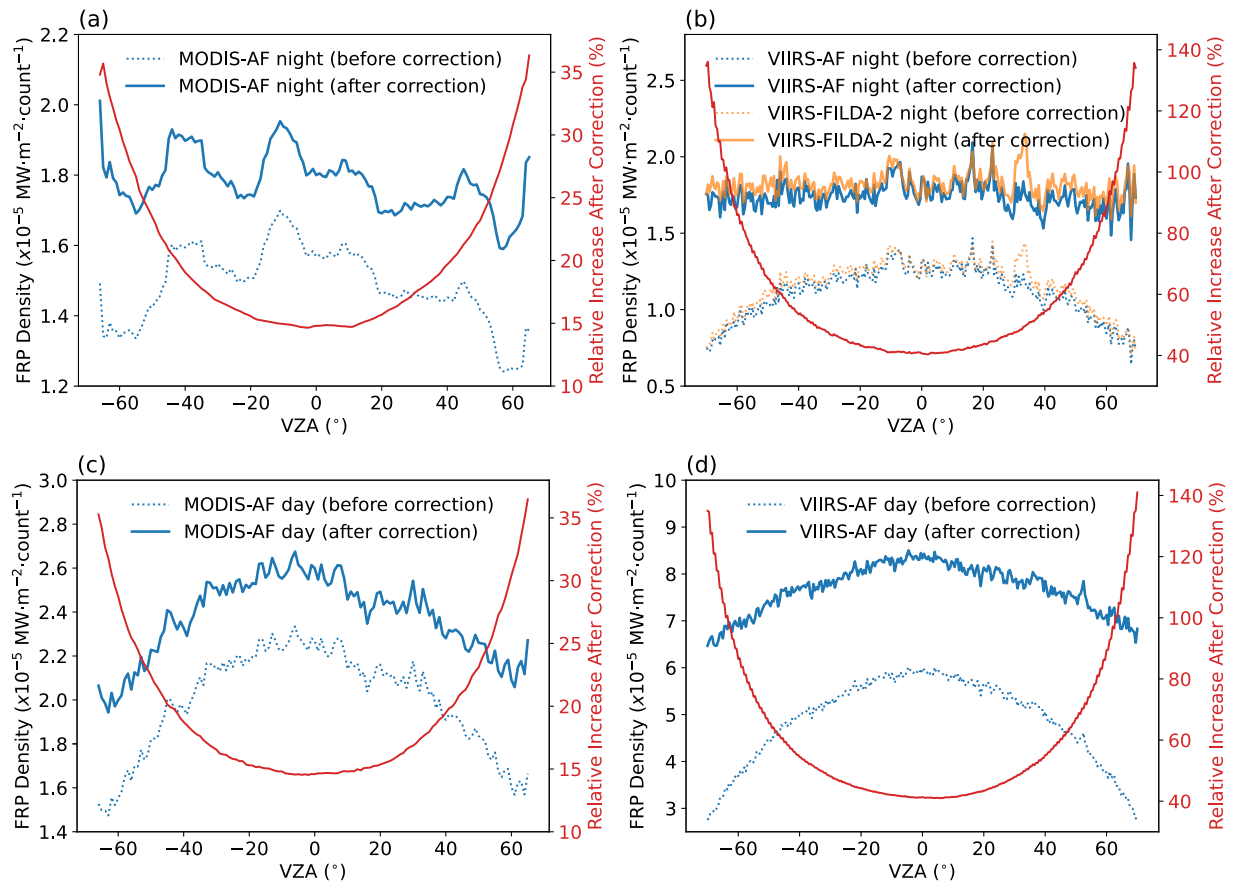 (a)
MODIS-AF night (before correction)
MODIS-AF night (after correction)
FRP Density (x10⁻⁵ MW·m⁻²·count⁻¹)
2.2
2.0
1.8
1.6
1.4
1.2
−60 −40 −20 0 20 40 60
VZA (°)
35
30
25
20
15
10
Relative Increase After Correction (%)
(b)
VIIRS-AF night (before correction)
VIIRS-AF night (after correction)
VIIRS-FILDA-2 night (before correction)
VIIRS-FILDA-2 night (after correction)
FRP Density (x10⁻⁵ MW·m⁻²·count⁻¹)
2.5
2.0
1.5
1.0
0.5
−60 −40 −20 0 20 40 60
VZA (°)
140
120
100
80
60
40
Relative Increase After Correction (%)
(c)
MODIS-AF day (before correction)
MODIS-AF day (after correction)
FRP Density (x10⁻⁵ MW·m⁻²·count⁻¹)
3.0
2.8
2.6
2.4
2.2
2.0
1.8
1.6
1.4
−60 −40 −20 0 20 40 60
VZA (°)
35
30
25
20
15
10
Relative Increase After Correction (%)
(d)
VIIRS-AF day (before correction)
VIIRS-AF day (after correction)
FRP Density (x10⁻⁵ MW·m⁻²·count⁻¹)
10
9
8
7
6
5
4
3
−60 −40 −20 0 20 40 60
VZA (°)
140
120
100
80
60
40
Relative Increase After Correction (%)